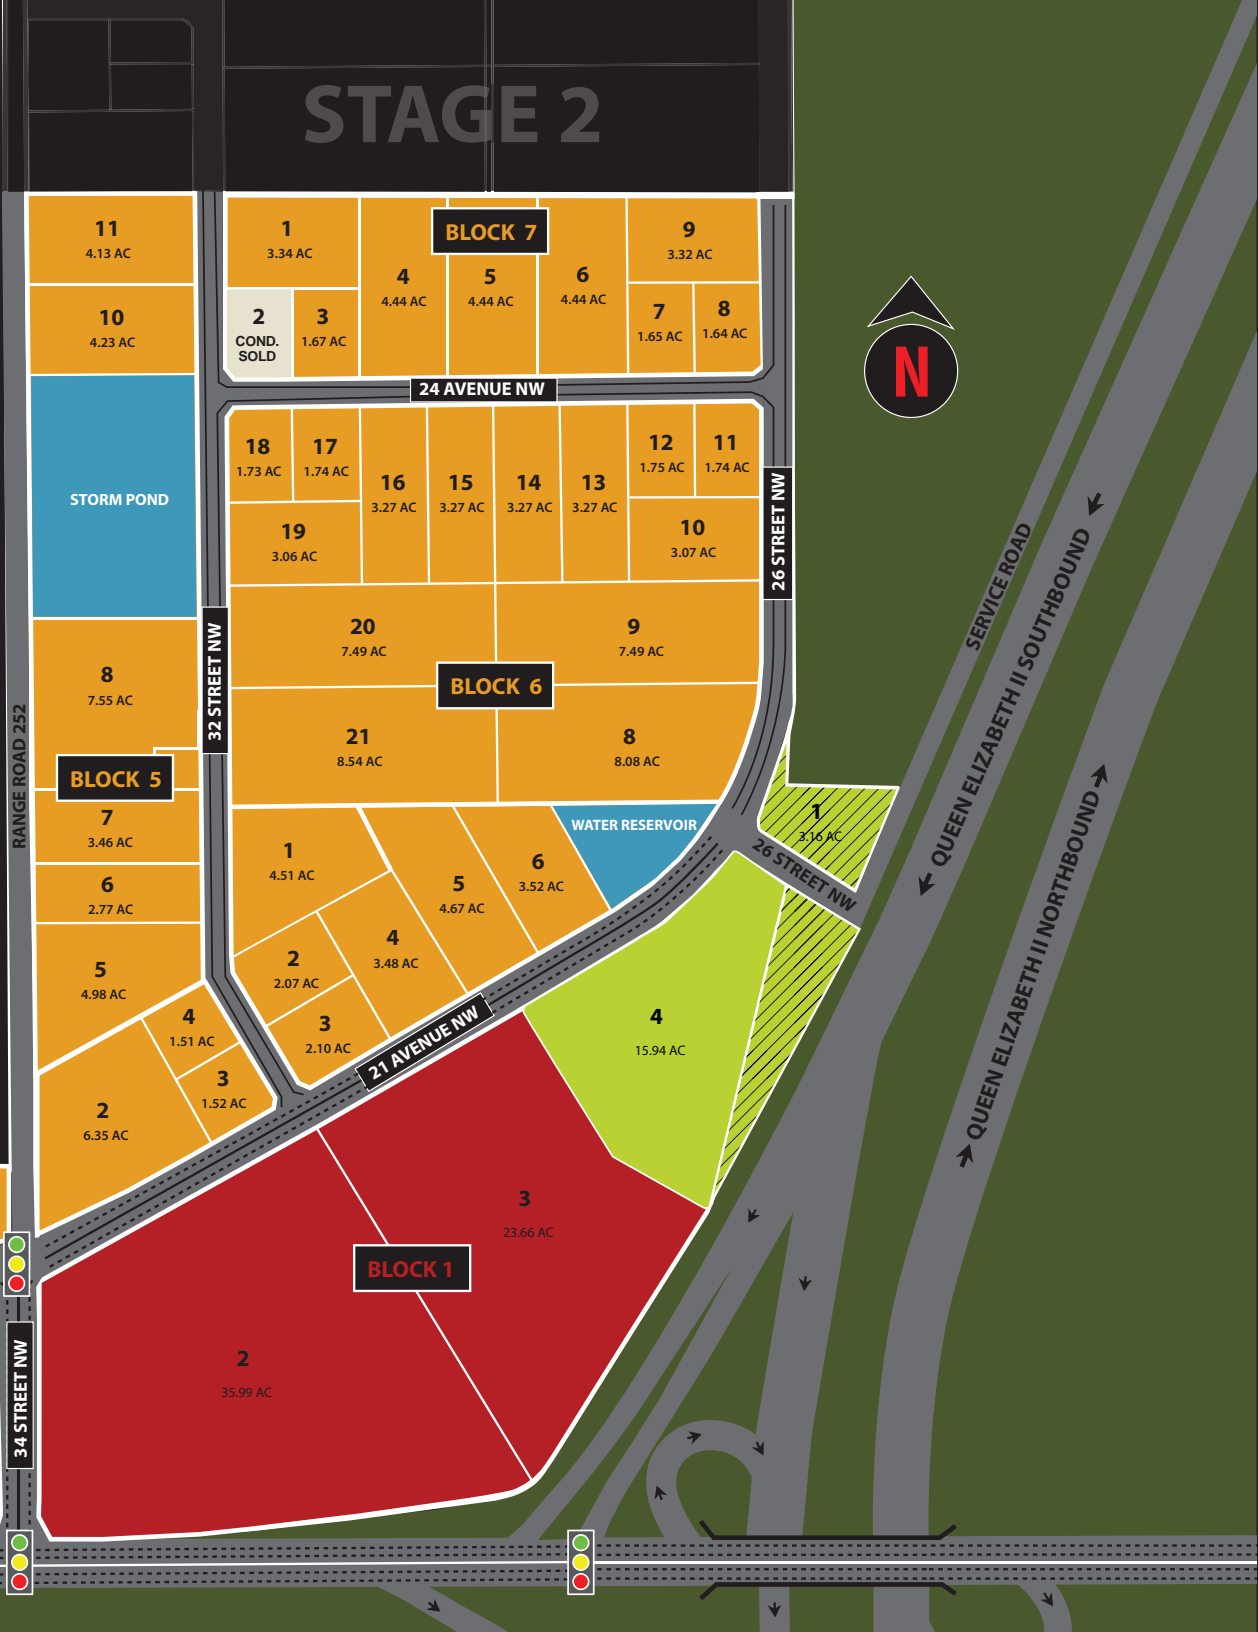 STAGE 2
11
4.13 AC
10
4.23 AC
STORM POND
8
7.55 AC
BLOCK 5
7
3.46 AC
6
2.77 AC
5
4.98 AC
4
1.51 AC
3
1.52 AC
2
6.35 AC
RANGE ROAD 252
32 STREET NW
BLOCK 7
1
3.34 AC
2
COND.
SOLD
3
1.67 AC
4
4.44 AC
5
4.44 AC
6
4.44 AC
9
3.32 AC
7
1.65 AC
8
1.64 AC
24 AVENUE NW
18
1.73 AC
17
1.74 AC
16
3.27 AC
15
3.27 AC
14
3.27 AC
13
3.27 AC
12
1.75 AC
11
1.74 AC
19
3.06 AC
10
3.07 AC
20
7.49 AC
9
7.49 AC
BLOCK 6
21
8.54 AC
8
8.08 AC
WATER RESERVOIR
1
4.51 AC
6
3.52 AC
5
4.67 AC
4
3.48 AC
2
2.07 AC
3
2.10 AC
26 STREET NW
1
3.16 AC
26 STREET NW
21 AVENUE NW
4
15.94 AC
3
23.66 AC
BLOCK 1
2
35.99 AC
34 STREET NW
N
SERVICE ROAD
QUEEN ELIZABETH II SOUTHBOUND
QUEEN ELIZABETH II NORTHBOUND